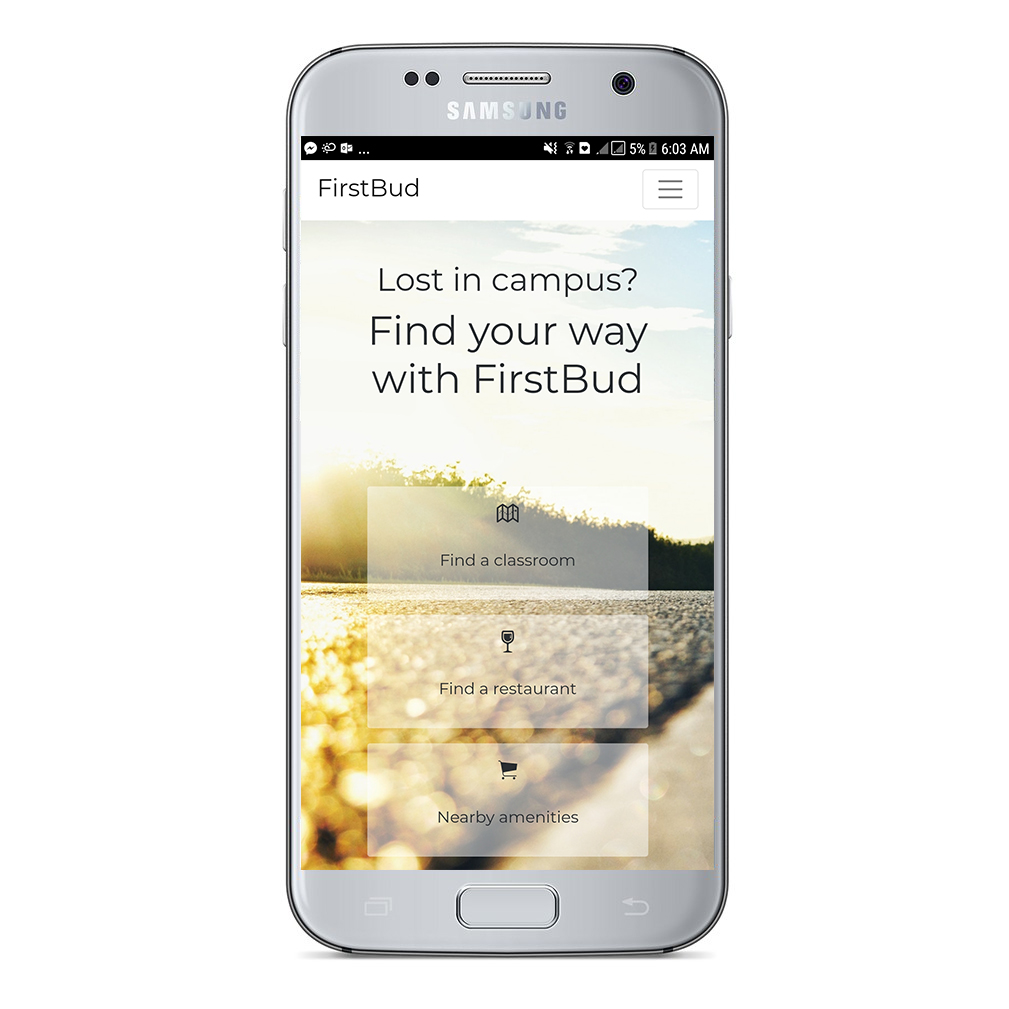 SAMSUNG
... 5% 6:03 AM
FirstBud
Lost in campus?
Find your way
with FirstBud
Find a classroom
Find a restaurant
Nearby amenities